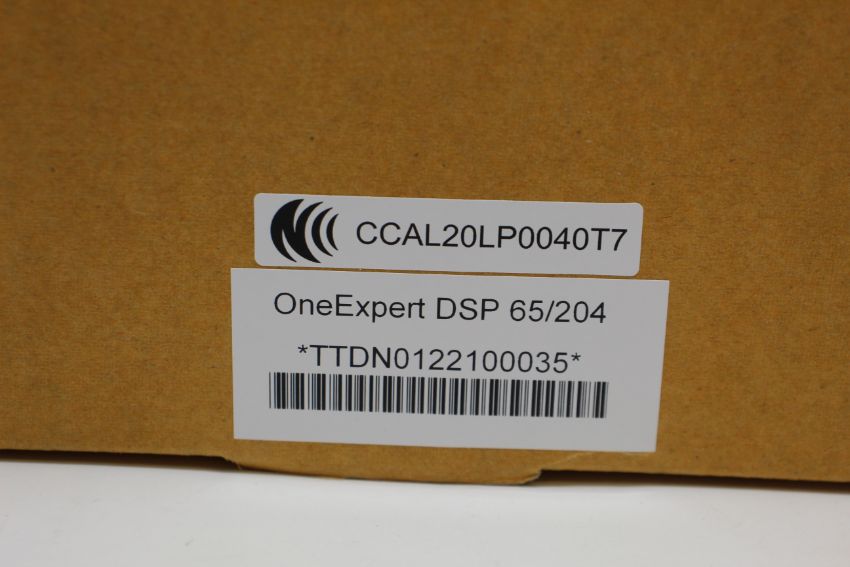 CCAL20LP0040T7
OneExpert DSP 65/204
*TTDN0122100035*